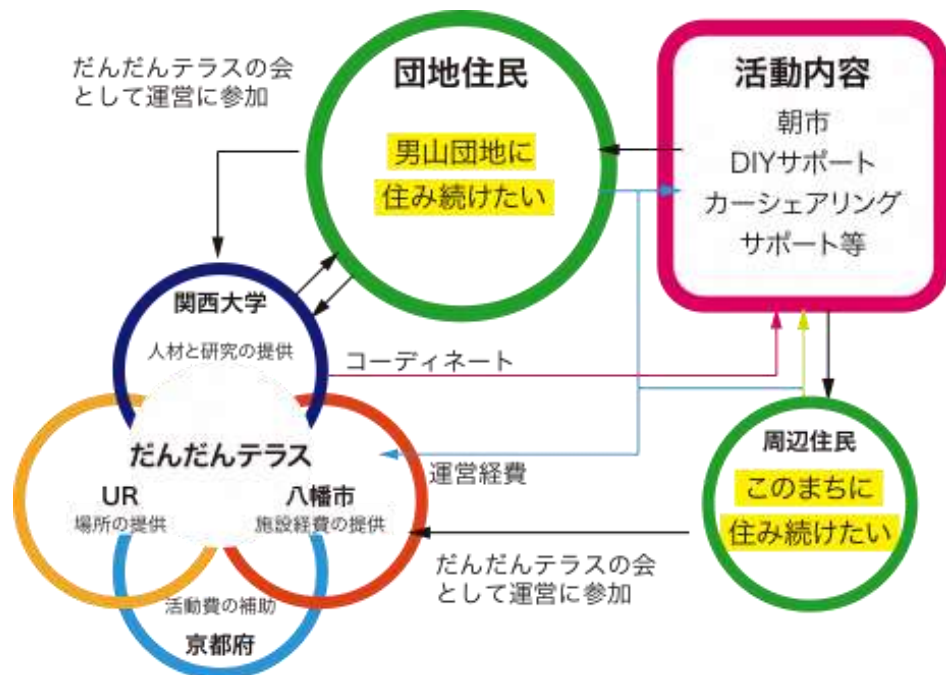 だんだんテラスの会
として運営に参加
団地住民
男山団地に
住み続けたい
活動内容
朝市
DIYサポート
カーシェアリング
サポート等
関西大学
人材と研究の提供
コーディネート
だんだんテラス
UR
場所の提供
八幡市
施設経費の提供
運営経費
周辺住民
このまちに
住み続けたい
だんだんテラスの会
として運営に参加
活動費の補助
京都府